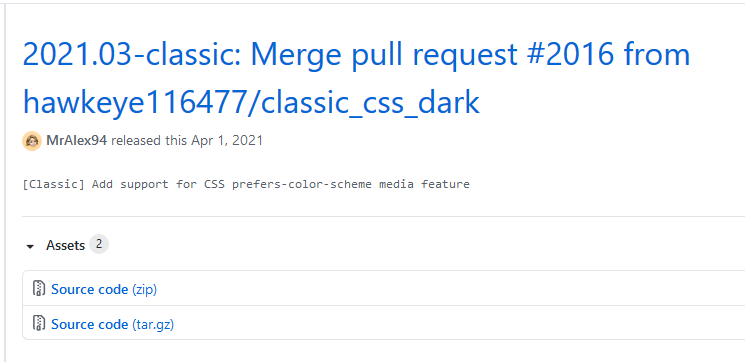 2021.03-classic: Merge pull request #2016 from
hawkeye116477/classic_css_dark
MrAlex94 released this Apr 1, 2021
[Classic] Add support for CSS prefers-color-scheme media feature
Assets 2
Source code (zip)
Source code (tar.gz)